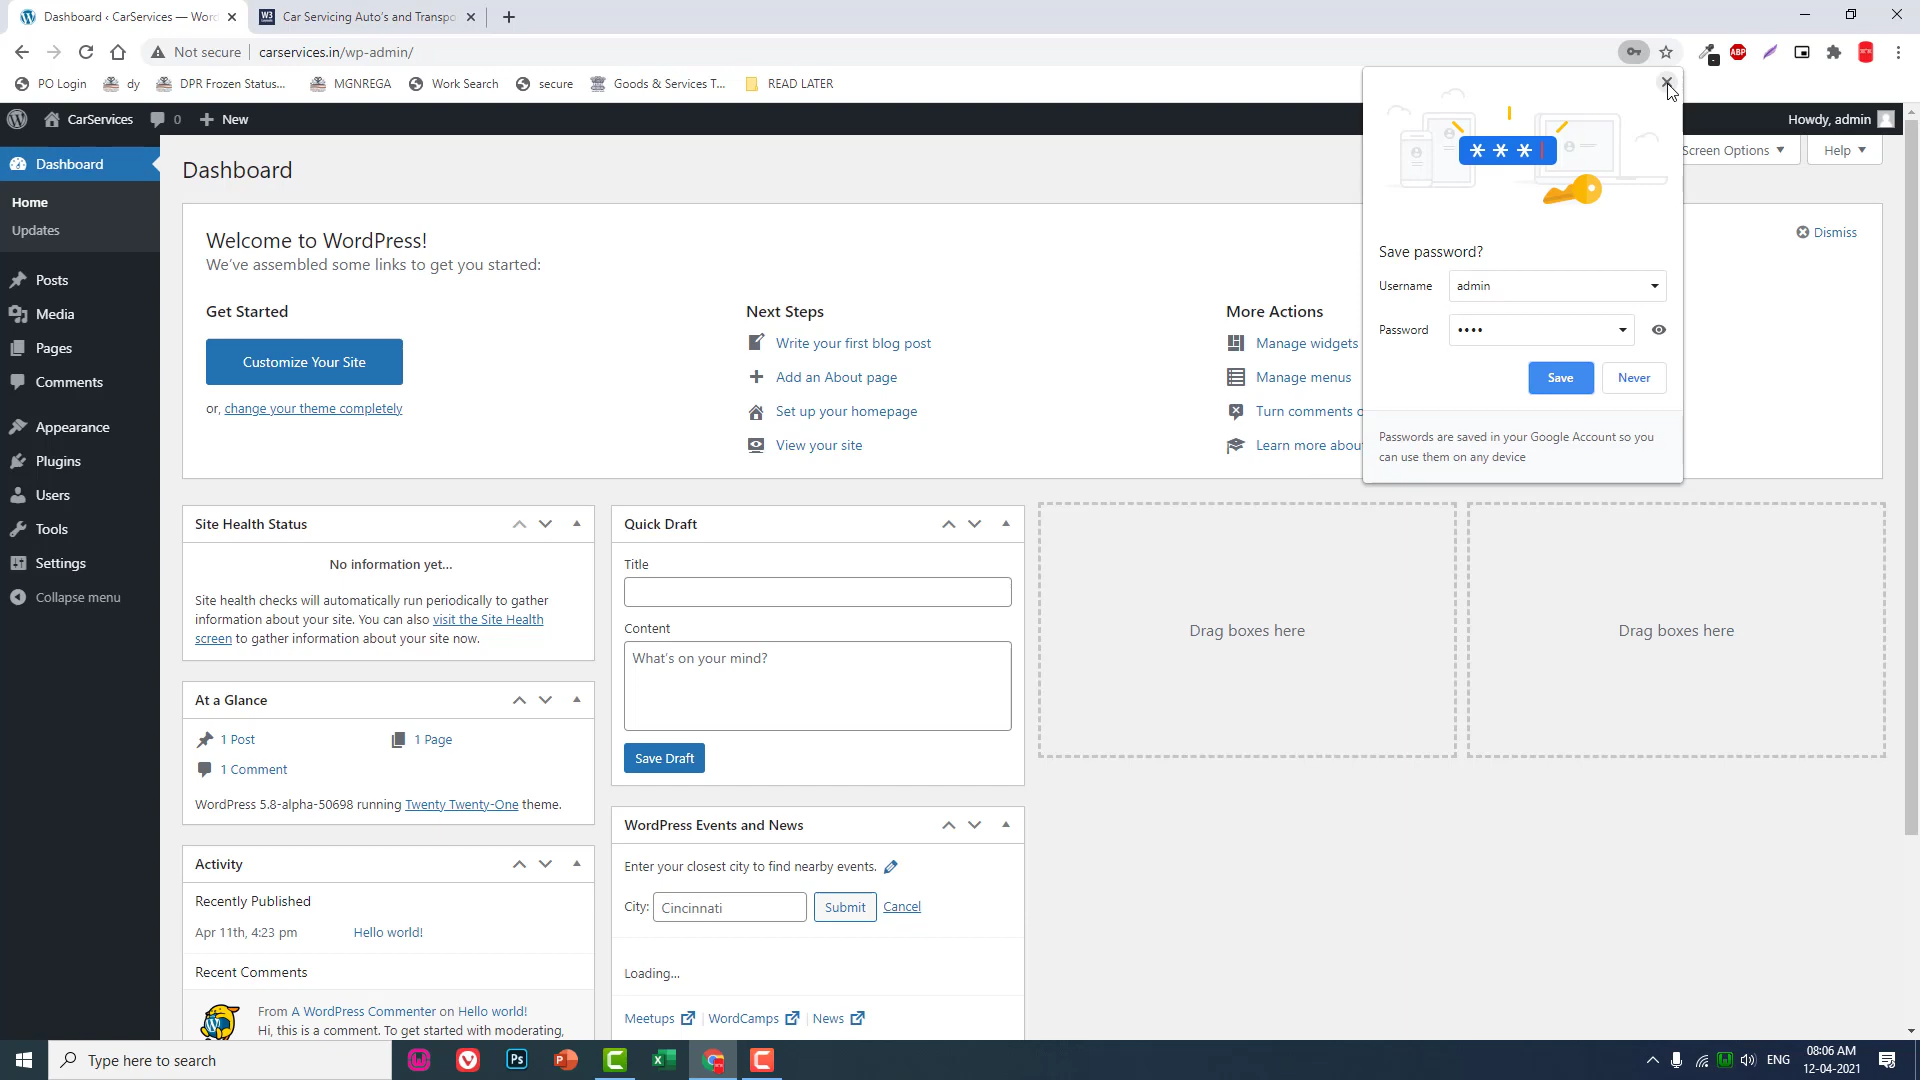 Dashboard ‹ CarServices — Wor
Car Servicing Auto's and Transpo
Not secure
carservices.in/wp-admin/
PO Login
dy
DPR Frozen Status...
MGNREGA
Work Search
secure
Goods & Services T...
READ LATER
CarServices
0
New
Howdy, admin
Dashboard
Home
Updates
Posts
Media
Pages
Comments
Appearance
Plugins
Users
Tools
Settings
Collapse menu
Dashboard
Screen Options
Help
Welcome to WordPress!
We've assembled some links to get you started:
Dismiss
Get Started
Customize Your Site
or, change your theme completely
Next Steps
Write your first blog post
Add an About page
Set up your homepage
View your site
More Actions
Manage widgets
Manage menus
Turn comments o
Learn more abou
Save password?
Username
admin
Password
••••
Save
Never
Passwords are saved in your Google Account so you
can use them on any device
Site Health Status
No information yet...
Site health checks will automatically run periodically to gather
information about your site. You can also visit the Site Health
screen to gather information about your site now.
At a Glance
1 Post
1 Page
1 Comment
WordPress 5.8-alpha-50698 running Twenty Twenty-One theme.
Activity
Recently Published
Apr 11th, 4:23 pm
Hello world!
Recent Comments
From A WordPress Commenter on Hello world!
Hi, this is a comment. To get started with moderating,
Quick Draft
Title
Content
What's on your mind?
Save Draft
WordPress Events and News
Enter your closest city to find nearby events.
City:
Cincinnati
Submit
Cancel
Loading...
Meetups
WordCamps
News
Drag boxes here
Drag boxes here
Type here to search
ENG
08:06 AM
12-04-2021